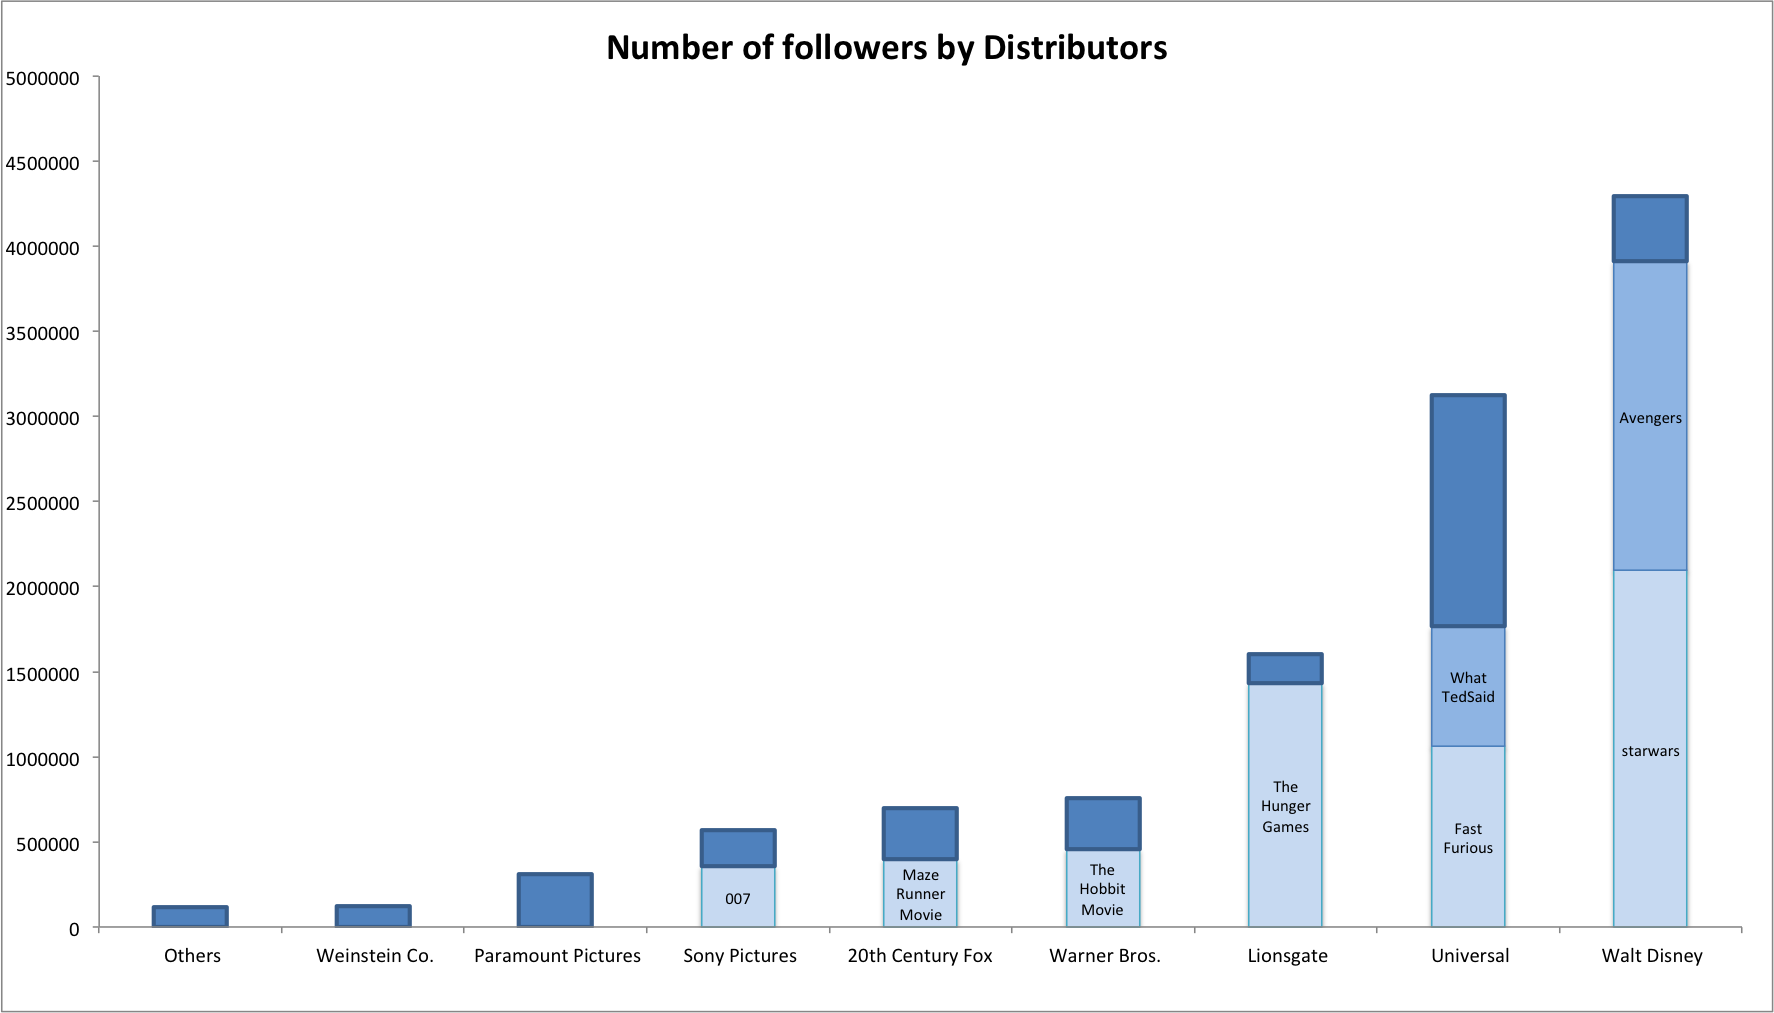 Number of followers by Distributors
5000000
4500000
4000000
3500000
3000000
2500000
2000000
1500000
1000000
500000
0
007
Maze
Runner
Movie
The
Hobbit
Movie
The
Hunger
Games
What
TedSaid
Fast
Furious
Avengers
starwars
Others
Weinstein Co.
Paramount Pictures
Sony Pictures
20th Century Fox
Warner Bros.
Lionsgate
Universal
Walt Disney